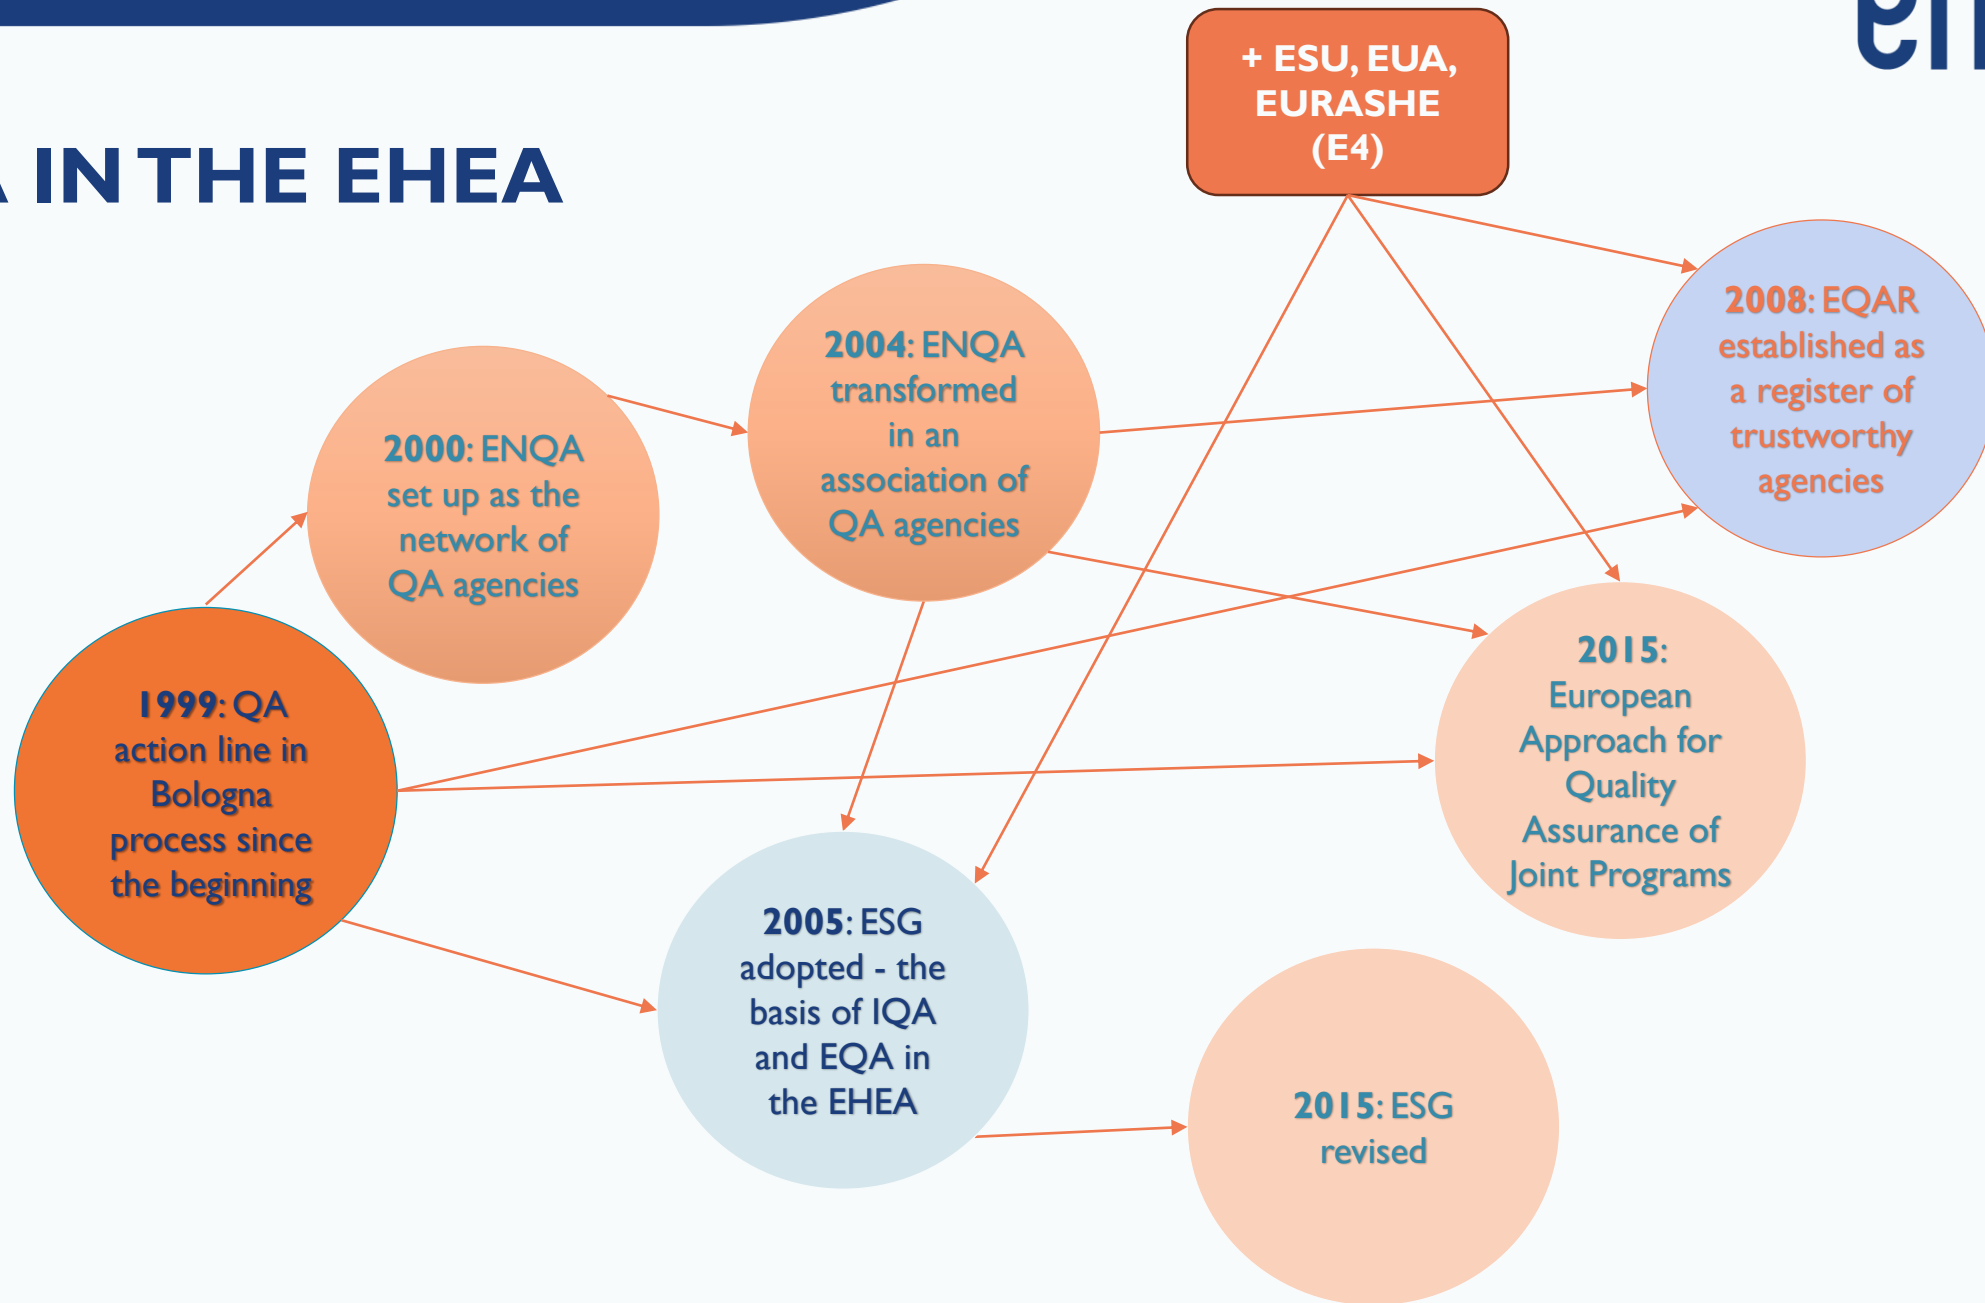 + ESU, EUA,
EURASHE
(E4)
IN THE EHEA
2008: EQAR
established as
a register of
trustworthy
agencies
2004: ENQA
transformed
in an
association of
QA agencies
2000: ENQA
set up as the
network of
QA agencies
1999: QA
action line in
Bologna
process since
the beginning
2015:
European
Approach for
Quality
Assurance of
Joint Programs
2005: ESG
adopted - the
basis of IQA
and EQA in
the EHEA
2015: ESG
revised